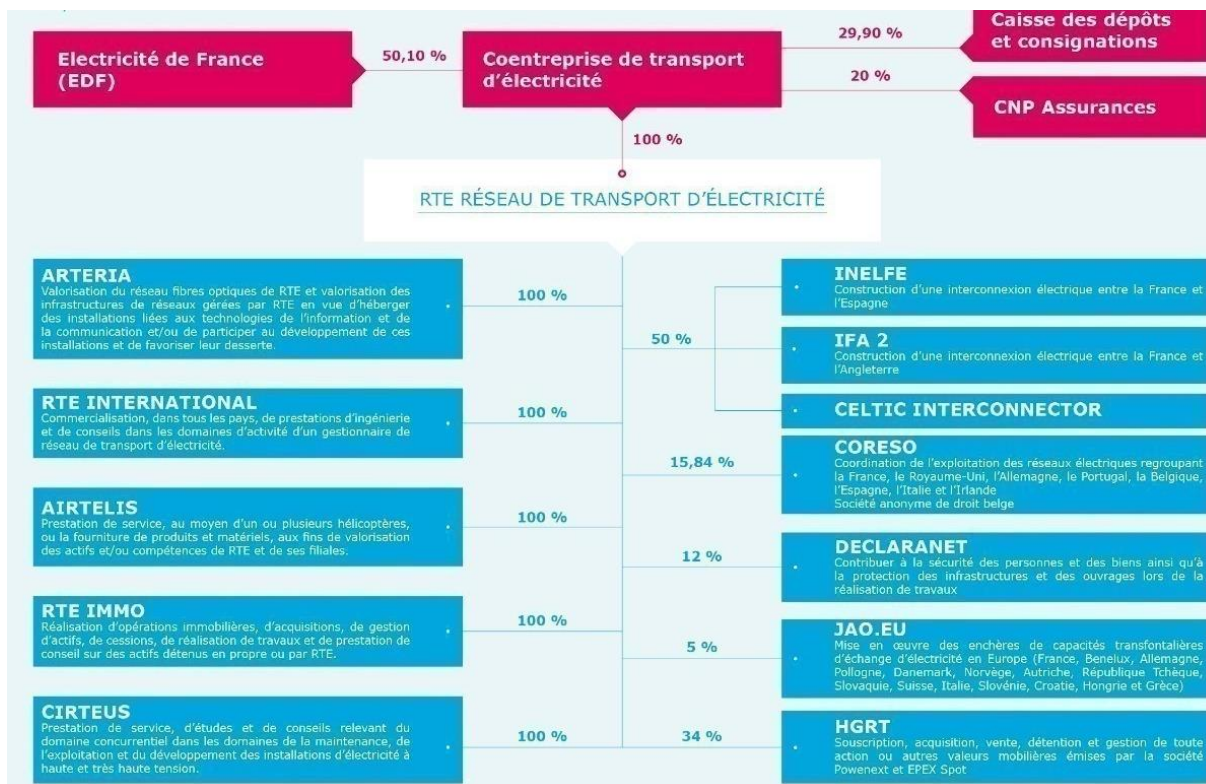 Electricité de France
(EDF)
50,10 %
Coentreprise de transport
d'électricité
29,90 %
Caisse des dépôts
et consignations
20 %
CNP Assurances
100 %
RTE RÉSEAU DE TRANSPORT D'ÉLECTRICITÉ
ARTERIA
Valorisation du réseau fibres optiques de RTE et valorisation des
infrastructures de réseaux gérées par RTE en vue d'héberger
des installations liées aux technologies de l'information et de
la communication et/ou de participer au développement de ces
installations et de favoriser leur desserte.
100 %
RTE INTERNATIONAL
Commercialisation, dans tous les pays, de prestations d'ingénierie
et de conseils dans les domaines d'activité d'un gestionnaire de
réseau de transport d'électricité.
100 %
AIRTELIS
Prestation de service, au moyen d'un ou plusieurs hélicoptères,
ou la fourniture de produits et matériels, aux fins de valorisation
des actifs et/ou compétences de RTE et de ses filiales.
100 %
RTE IMMO
Réalisation d'opérations immobilières, d'acquisitions, de gestion
d'actifs, de cessions, de réalisation de travaux et de prestation de
conseil sur des actifs détenus en propre ou par RTE.
100 %
CIRTEUS
Prestation de service, d'études et de conseils relevant du
domaine concurrentiel dans les domaines de la maintenance, de
l'exploitation et du développement des installations d'électricité à
haute et très haute tension.
100 %
50 %
INELFE
Construction d'une interconnexion électrique entre la France et
l'Espagne
IFA 2
Construction d'une interconnexion électrique entre la France et
l'Angleterre
CELTIC INTERCONNECTOR
15,84 %
CORESO
Coordination de l'exploitation des réseaux électriques regroupant
la France, le Royaume-Uni, l'Allemagne, le Portugal, la Belgique,
l'Espagne, l'Italie et l'Irlande
Société anonyme de droit belge
12 %
DECLARANET
Contribuer à la sécurité des personnes et des biens ainsi qu'à
la protection des infrastructures et des ouvrages lors de la
réalisation de travaux
5 %
JAO.EU
Mise en œuvre des enchères de capacités transfontalières
d'échange d'électricité en Europe (France, Benelux, Allemagne,
Pollogne, Danemark, Norvège, Autriche, République Tchèque,
Slovaquie, Suisse, Italie, Slovénie, Croatie, Hongrie et Grèce)
34 %
HGRT
Souscription, acquisition, vente, détention et gestion de toute
action ou autres valeurs mobilières émises par la société
Powenext et EPEX Spot